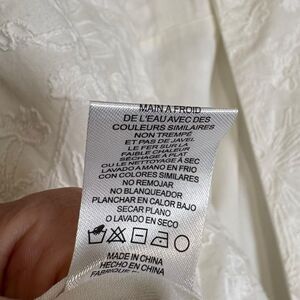 MAIN A FROID
DE L'EAU AVEC DES
COULEURS SIMILAIRES
NON TREMPÉ
ET PAS DE JAVEL
LE FER SUR LA
FAIBLE CHALEUR
SÉCHAGE À PLAT
OU LE NETTOYAGE À SEC
LAVADO A MANO EN FRIO
CON COLORES SIMILARES
NO REMOJAR
NO BLANQUEADOR
PLANCHAR EN CALOR BAJO
SECAR PLANO
O LAVADO EN SECO
MADE IN CHINA
HECHO EN CHINA